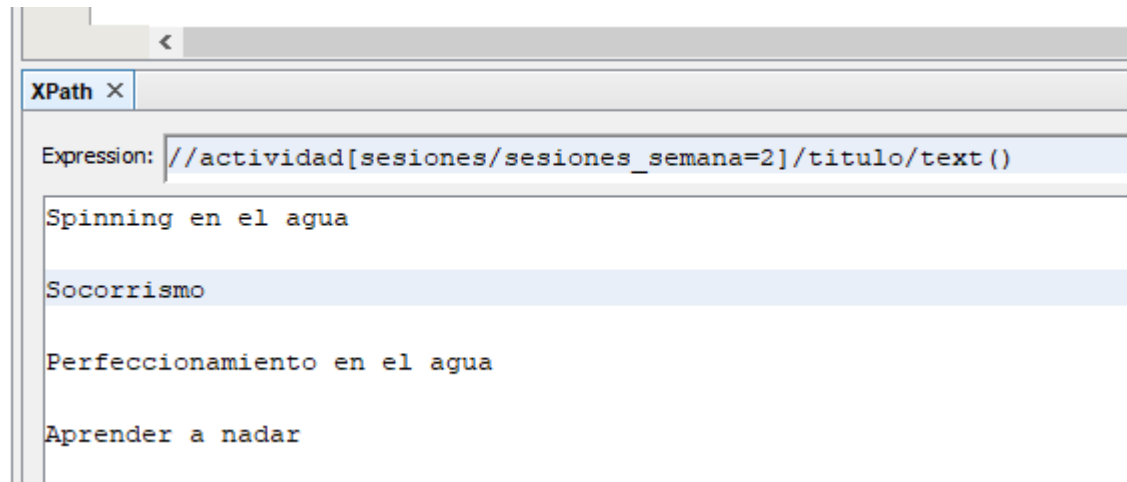 XPath
Expression: //actividad[sesiones/sesiones_semana=2]/titulo/text()
Spinning en el agua
Socorrismo
Perfeccionamiento en el agua
Aprender a nadar